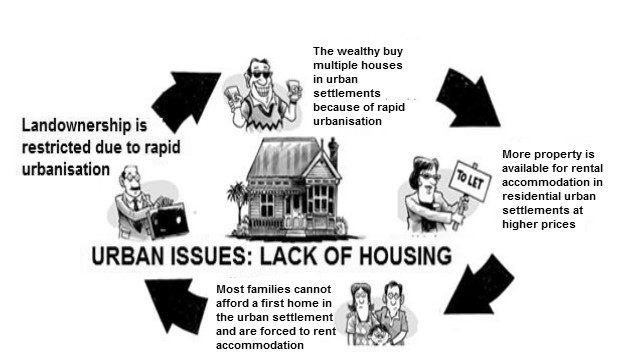 The wealthy buy
multiple houses
in urban
settlements
because of rapid
urbanisation
Landownership is
restricted due to rapid
urbanisation
More property is
available for rental
accommodation in
residential urban
settlements at
higher prices
TO LET
URBAN ISSUES: LACK OF HOUSING
Most families cannot
afford a first home in
the urban settlement
and are forced to rent
accommodation